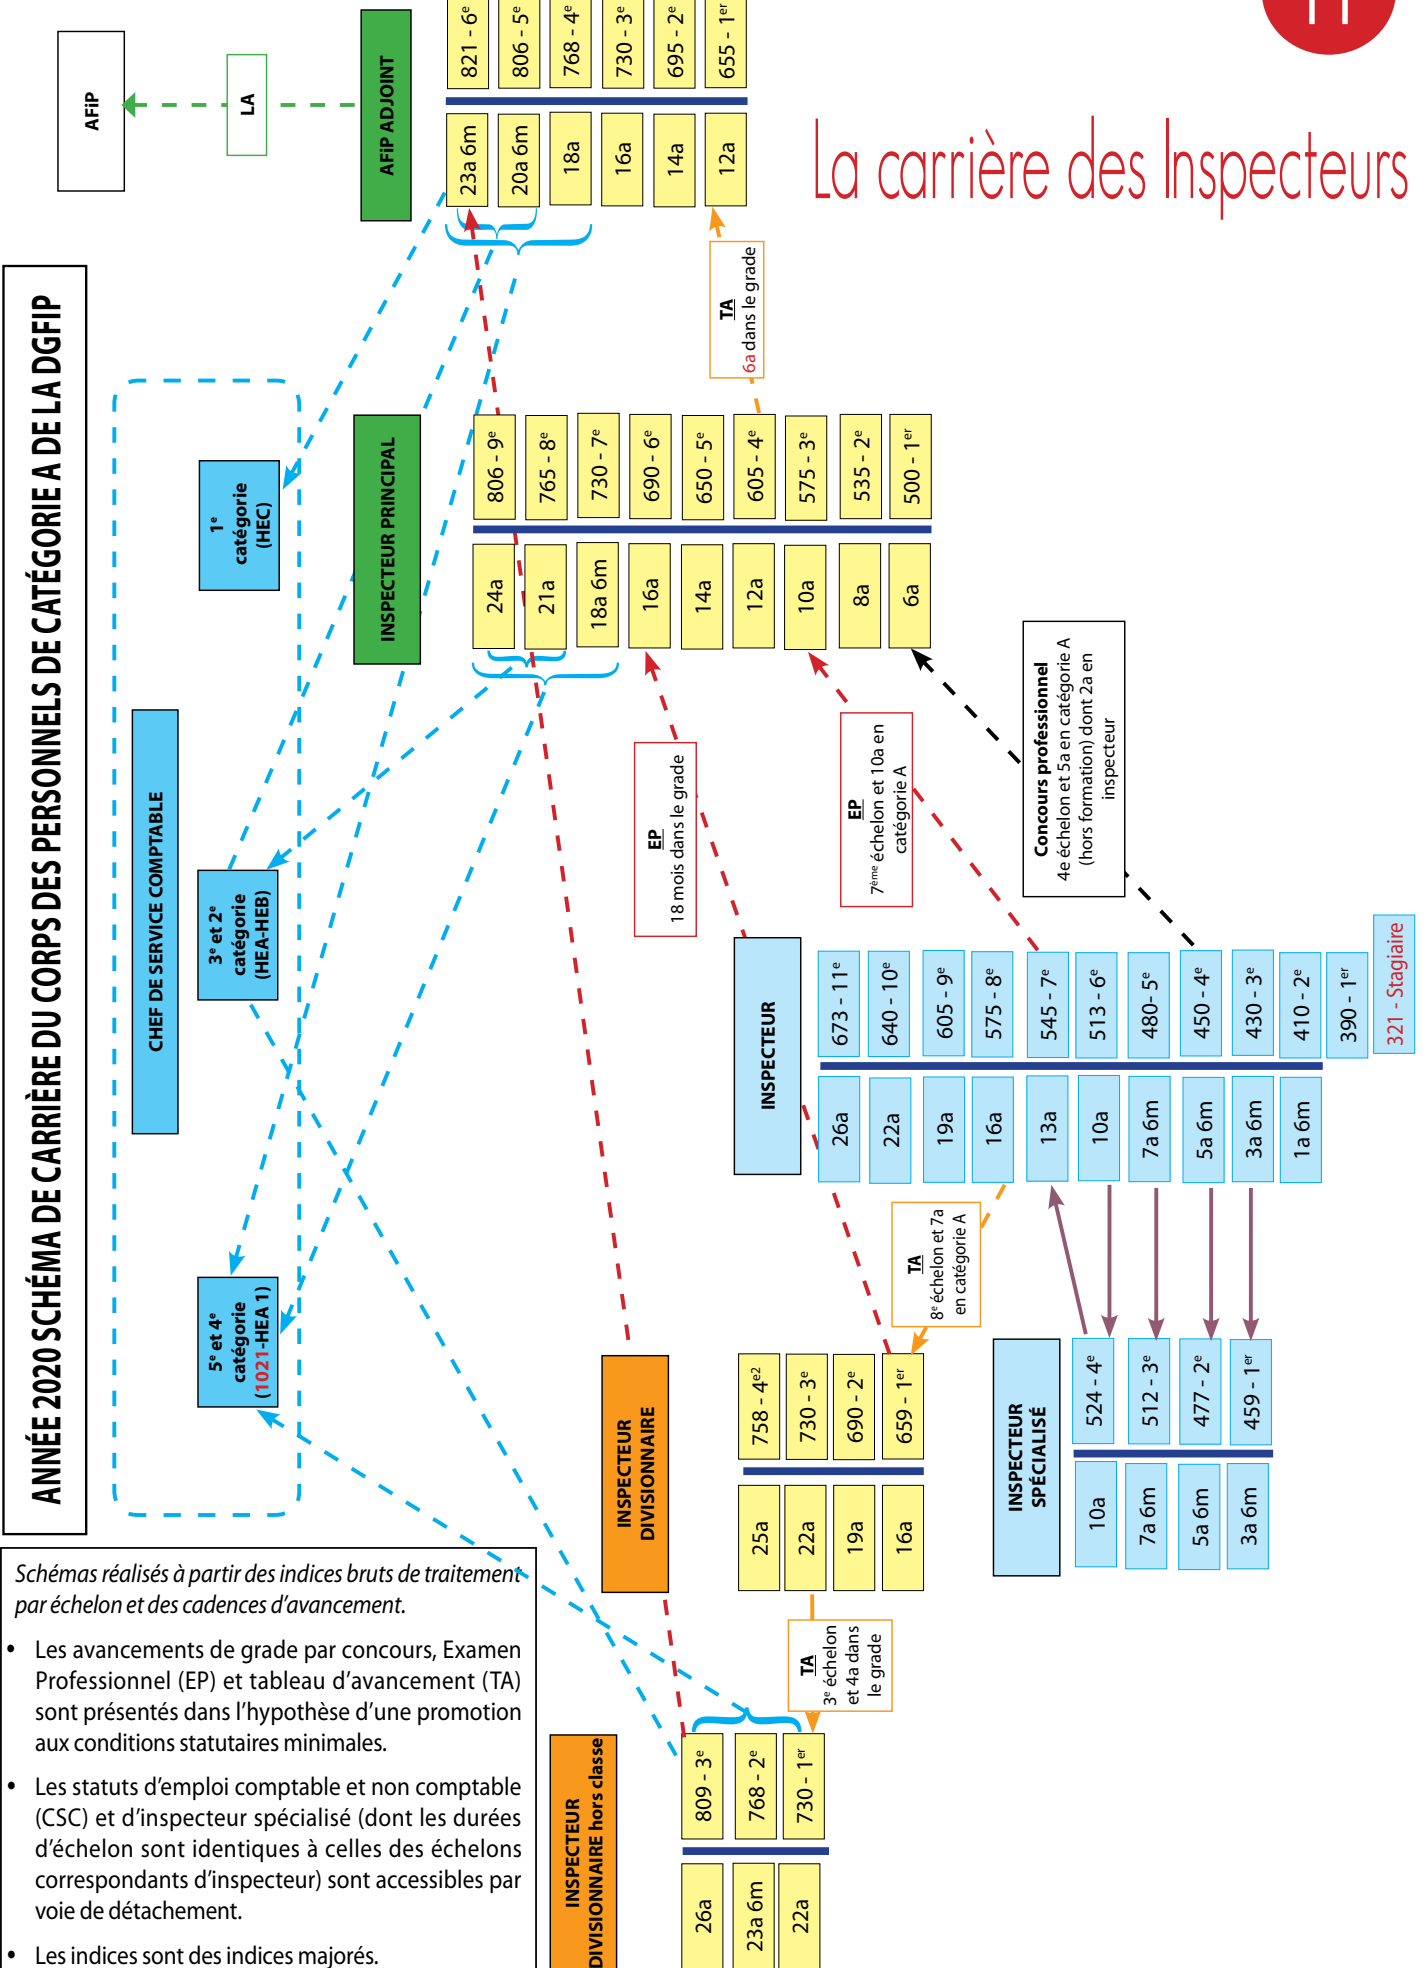 ANNÉE 2020 SCHÉMA DE CARRIÈRE DU CORPS DES PERSONNELS DE CATÉGORIE A DE LA DGFIP
La carrière des Inspecteurs
Schémas réalisés à partir des indices bruts de traitement
par échelon et des cadences d'avancement.
• Les avancements de grade par concours, Examen
Professionnel (EP) et tableau d'avancement (TA)
sont présentés dans l'hypothèse d'une promotion
aux conditions statutaires minimales.
• Les statuts d'emploi comptable et non comptable
(CSC) et d'inspecteur spécialisé (dont les durées
d'échelon sont identiques à celles des échelons
correspondants d'inspecteur) sont accessibles par
voie de détachement.
• Les indices sont des indices majorés.
CHEF DE SERVICE COMPTABLE
5e et 4e
catégorie
(1021-HEA 1)
3e et 2e
catégorie
(HEA-HEB)
1e
catégorie
(HEC)
AFiP
LA
AFiP ADJOINT
23a 6m
821 - 6e
20a 6m
806 - 5e
18a
768 - 4e
16a
730 - 3e
14a
695 - 2e
12a
655 - 1er
TA
6a dans le grade
INSPECTEUR PRINCIPAL
24a
806 - 9e
21a
765 - 8e
18a 6m
730 - 7e
16a
690 - 6e
14a
650 - 5e
12a
605 - 4e
10a
575 - 3e
8a
535 - 2e
6a
500 - 1er
EP
18 mois dans le grade
EP
7ème échelon et 10a en
catégorie A
Concours professionnel
4e échelon et 5a en catégorie A
(hors formation) dont 2a en
inspecteur
INSPECTEUR
26a
673 - 11e
22a
640 - 10e
19a
605 - 9e
16a
575 - 8e
13a
545 - 7e
10a
513 - 6e
7a 6m
480- 5e
5a 6m
450 - 4e
3a 6m
430 - 3e
1a 6m
410 - 2e
390 - 1er
321 - Stagiaire
TA
8e échelon et 7a
en catégorie A
INSPECTEUR
DIVISIONNAIRE
25a
758 - 4e2
22a
730 - 3e
19a
690 - 2e
16a
659 - 1er
TA
3e échelon
et 4a dans
le grade
INSPECTEUR
SPÉCIALISÉ
10a
524 - 4e
7a 6m
512 - 3e
5a 6m
477 - 2e
3a 6m
459 - 1er
INSPECTEUR
DIVISIONNAIRE hors classe
26a
809 - 3e
23a 6m
768 - 2e
22a
730 - 1er